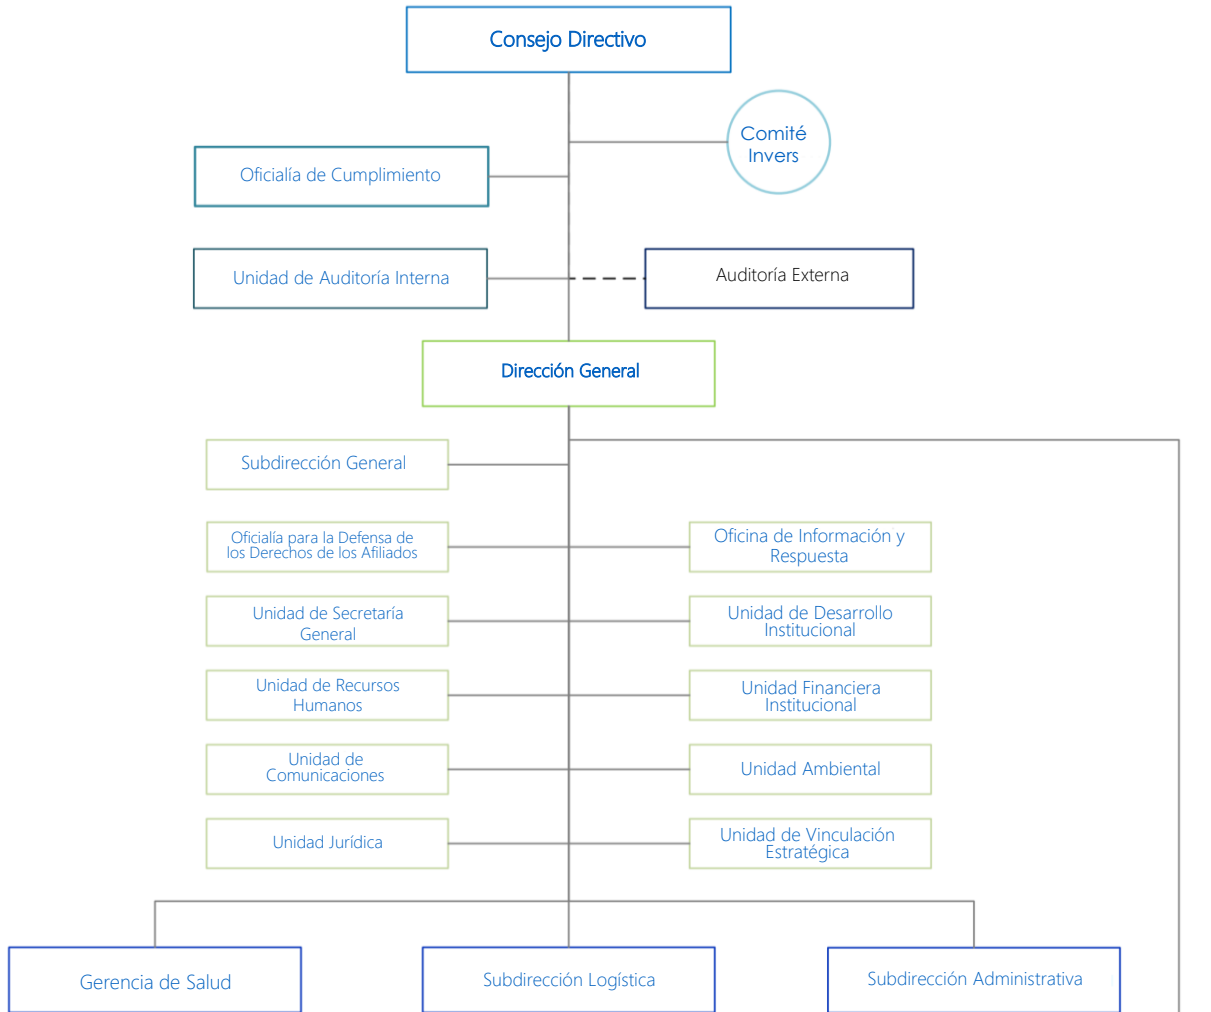 Consejo Directivo
Comité
Invers
Oficialía de Cumplimiento
Unidad de Auditoría Interna
Auditoría Externa
Dirección General
Subdirección General
Oficialía para la Defensa de
los Derechos de los Afiliados
Oficina de Información y
Respuesta
Unidad de Secretaría
General
Unidad de Desarrollo
Institucional
Unidad de Recursos
Humanos
Unidad Financiera
Institucional
Unidad de
Comunicaciones
Unidad Ambiental
Unidad Jurídica
Unidad de Vinculación
Estratégica
Gerencia de Salud
Subdirección Logística
Subdirección Administrativa